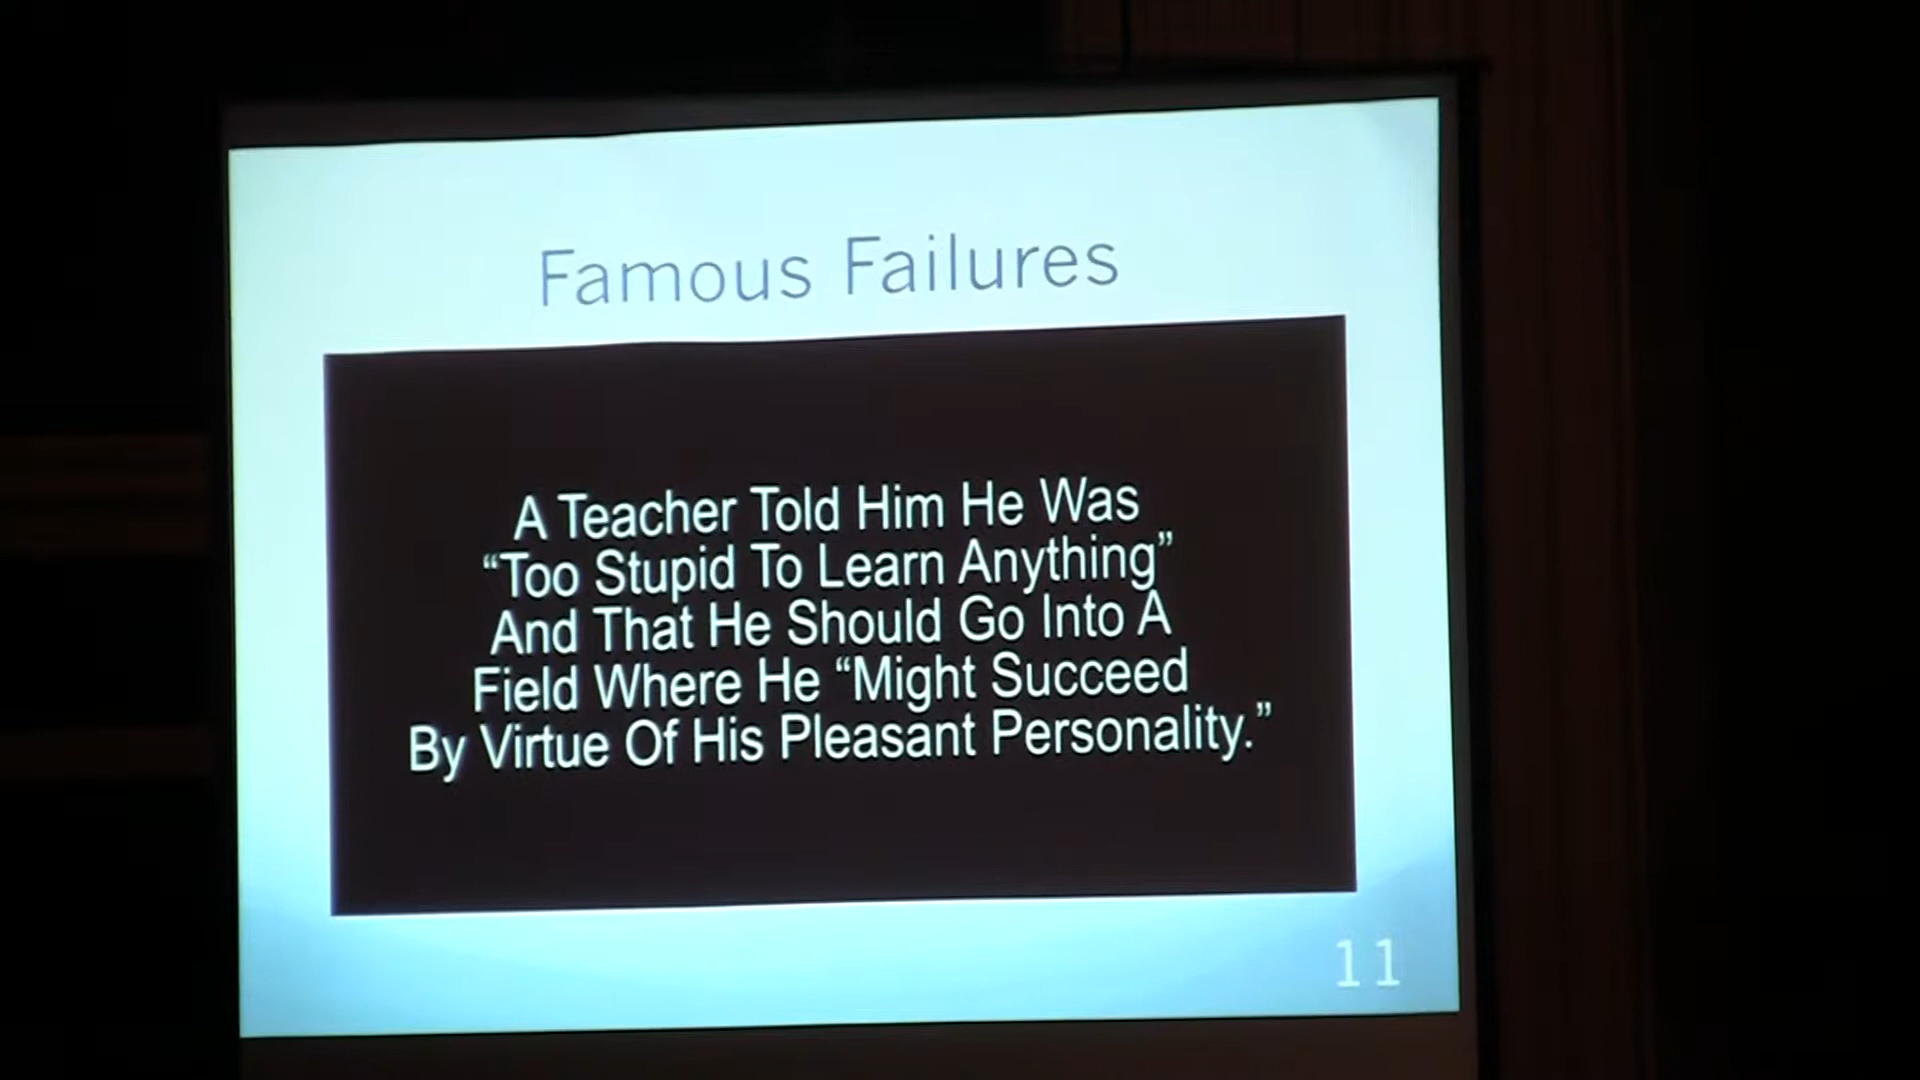 Famous Failures
A Teacher Told Him He Was
“Too Stupid To Learn Anything”
And That He Should Go Into A
Field Where He “Might Succeed
By Virtue Of His Pleasant Personality.”
11